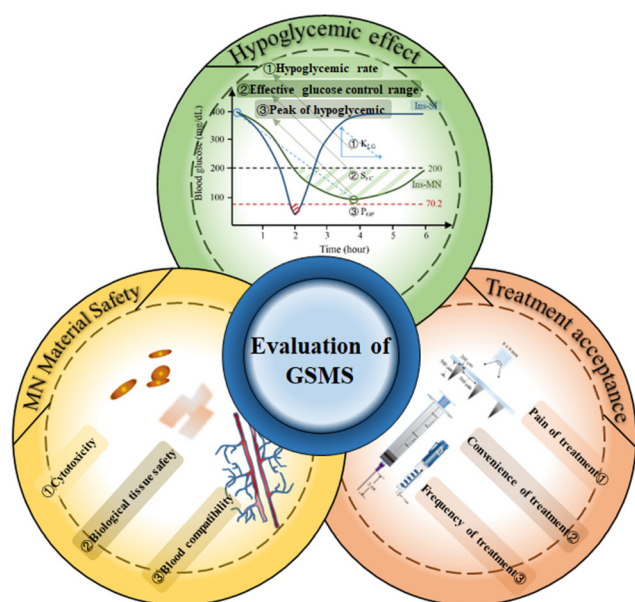 Hypoglycemic effect
①Hypoglycemic rate
②Effective glucose control range
③Peak of hypoglycemic
Blood glucose (mg/dL)
400
300
200
100
Ins-SI
① K_LG
② S_FC
200
Ins-MN
70.2
③ P_GP
1 2 3 4 5 6
Time (hour)
MN Material Safety
①Cytotoxicity
②Biological tissue safety
③Blood compatibility
Evaluation of
GSMS
Treatment acceptance
Pain of treatment①
Convenience of treatment②
Frequency of treatment③